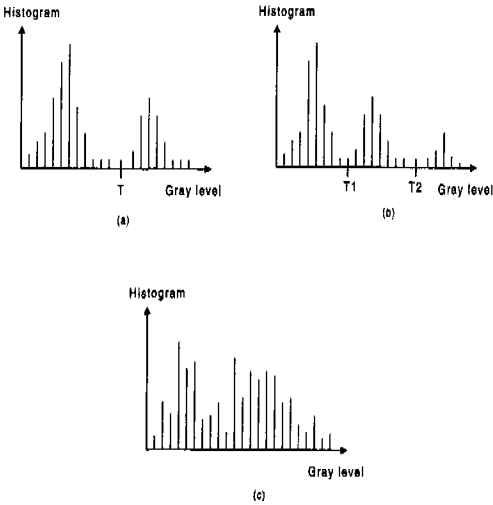 Histogram
T
Gray level
(a)
Histogram
T1
T2
Gray level
(b)
Histogram
Gray level
(c)